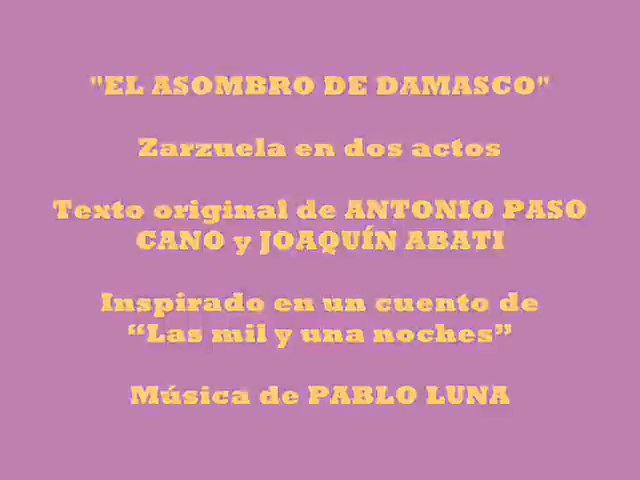 "EL ASOMBRO DE DAMASCO"
Zarzuela en dos actos
Texto original de ANTONIO PASO
CANO y JOAQUÍN ABATI
Inspirado en un cuento de
“Las mil y una noches”
Música de PABLO LUNA